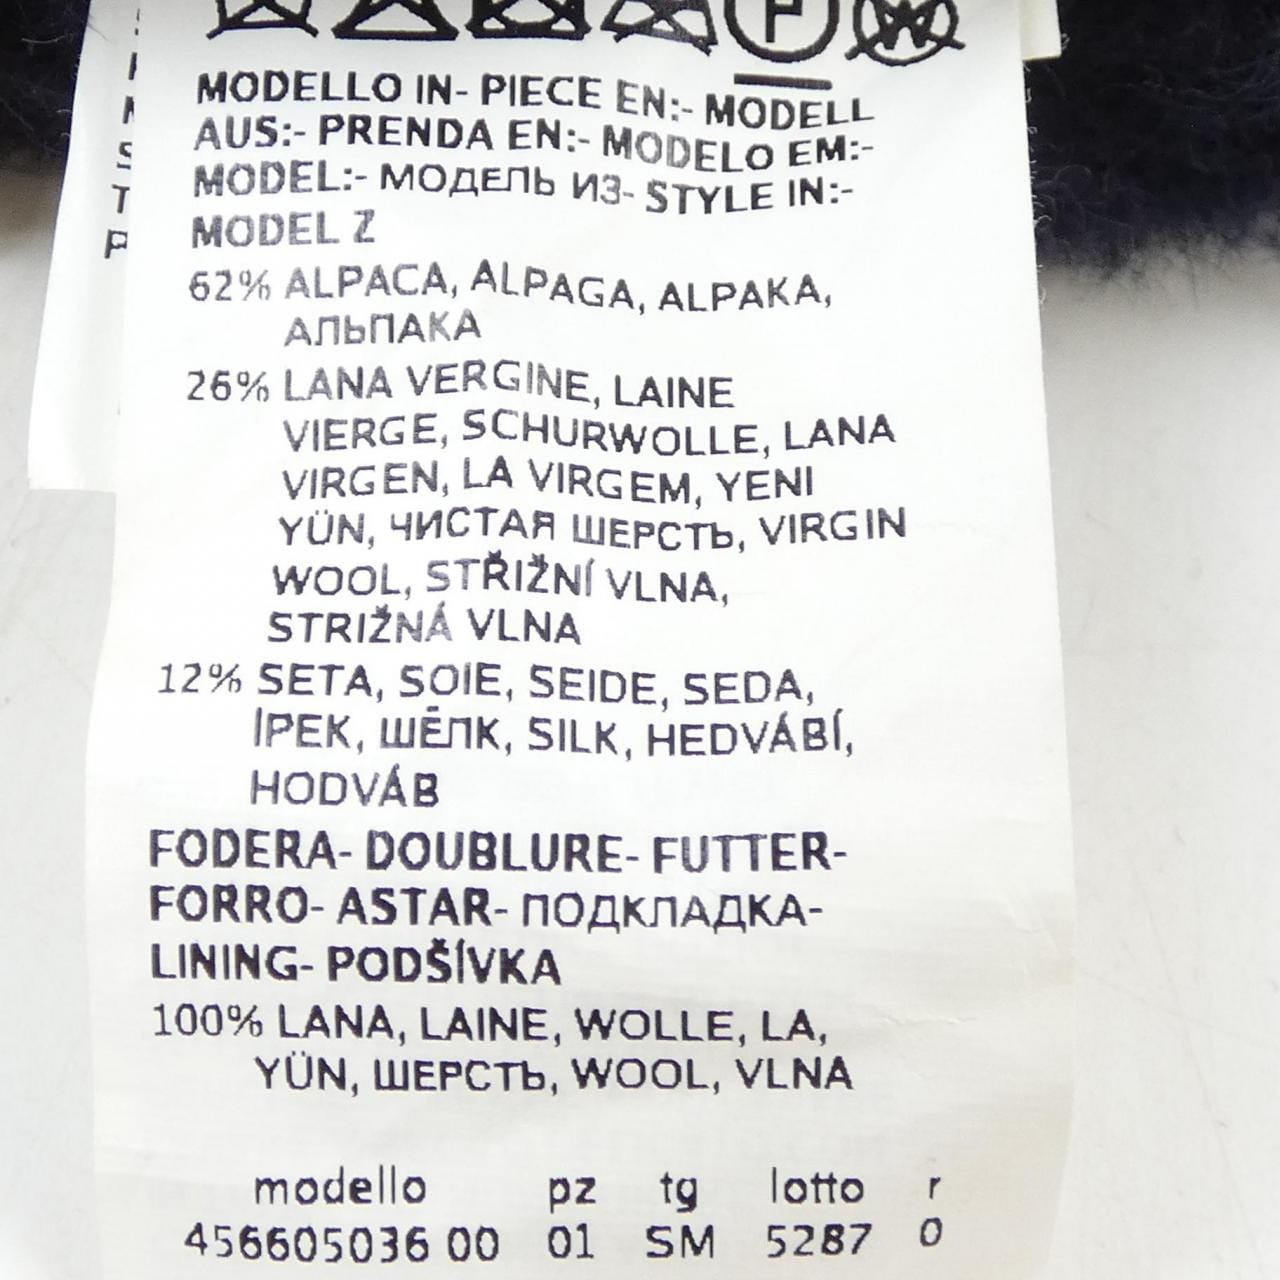 P
W
MODELLO IN- PIECE EN:- MODELL
AUS:- PRENDA EN:- MODELO EM:-
MODEL:- МОДЕЛЬ ИЗ- STYLE IN:-
MODEL Z
62% ALPACA, ALPAGA, ALPAKA,
АЛЬПАКА
26% LANA VERGINE, LAINE
VIERGE, SCHURWOLLE, LANA
VIRGEN, LA VIRGEM, YENI
YÜN, ЧИСТАЯ ШЕРСТЬ, VIRGIN
WOOL, STŘIŽNÍ VLNA,
STRIŽNÁ VLNA
12% SETA, SOIE, SEIDE, SEDA,
İPEK, ШЁЛК, SILK, HEDVÁBÍ,
HODVÁB
FODERA- DOUBLURE- FUTTER-
FORRO- ASTAR- ПОДКЛАДКА-
LINING- PODŠÍVKA
100% LANA, LAINE, WOLLE, LA,
YÜN, ШЕРСТЬ, WOOL, VLNA
modello pz tg lotto r
456605036 00 01 SM 5287 0